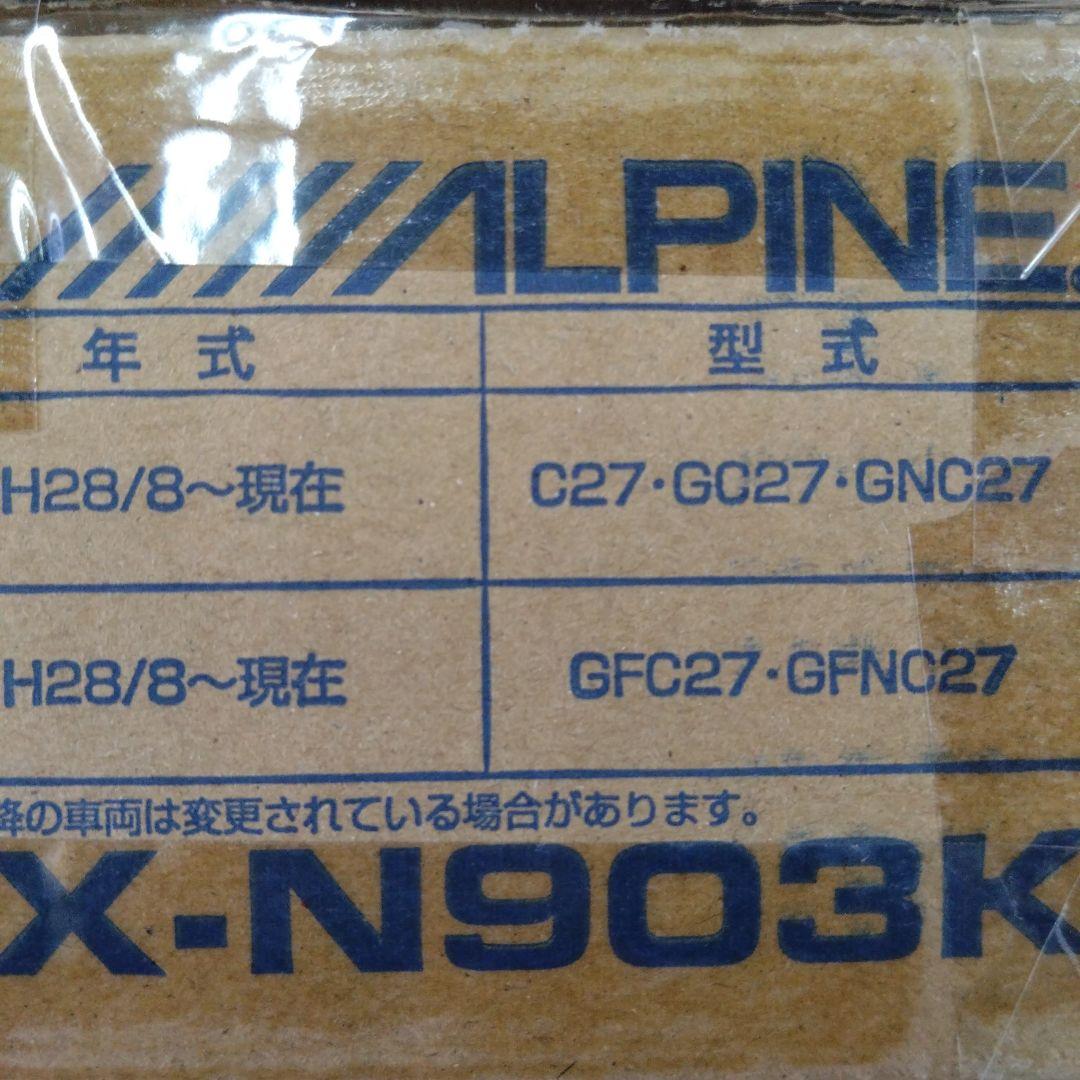 ALPINE
年式 型式
H28/8～現在 C27・GC27・GNC27
H28/8～現在 GFC27・GFNC27
降の車両は変更されている場合があります。
X-N903K